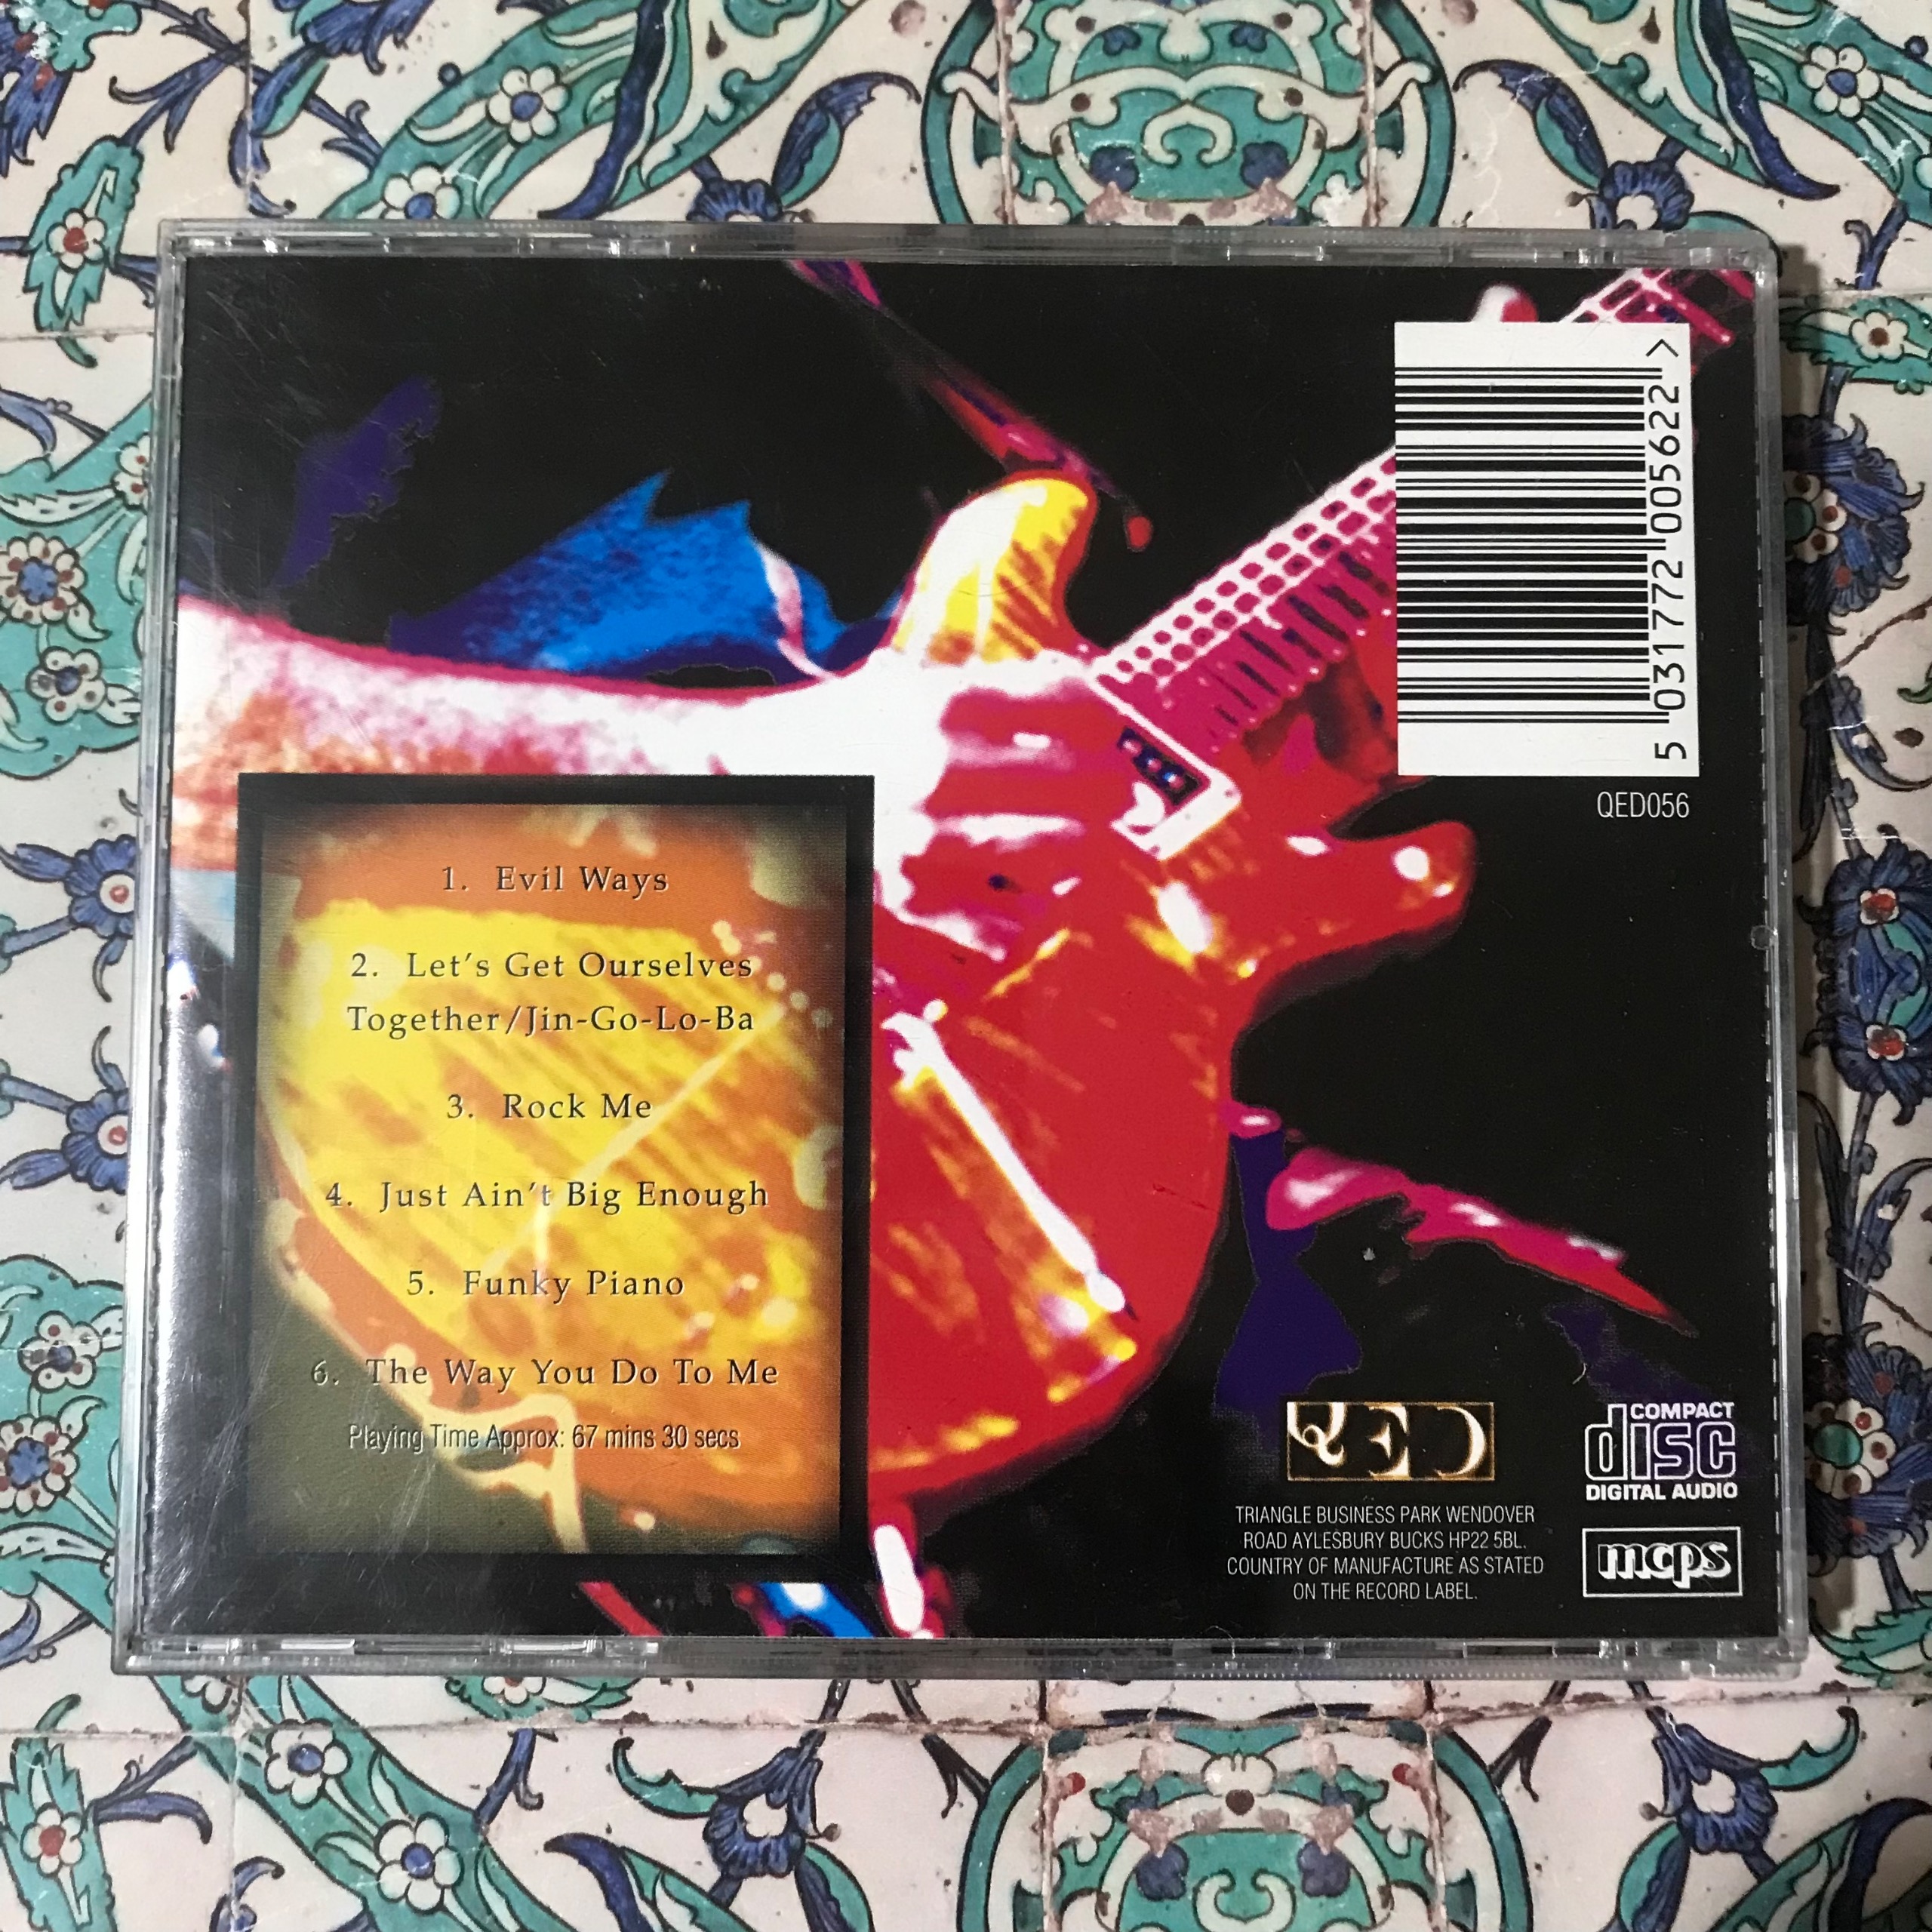 5 031772 005622 >
QED056
1. Evil Ways
2. Let's Get Ourselves
Together/Jin-Go-Lo-Ba
3. Rock Me
4. Just Ain't Big Enough
5. Funky Piano
6. The Way You Do To Me
Playing Time Approx: 67 mins 30 secs
QED
TRIANGLE BUSINESS PARK WENDOVER
ROAD AYLESBURY BUCKS HP22 5BL.
COUNTRY OF MANUFACTURE AS STATED
ON THE RECORD LABEL.
COMPACT
disc
DIGITAL AUDIO
mcps